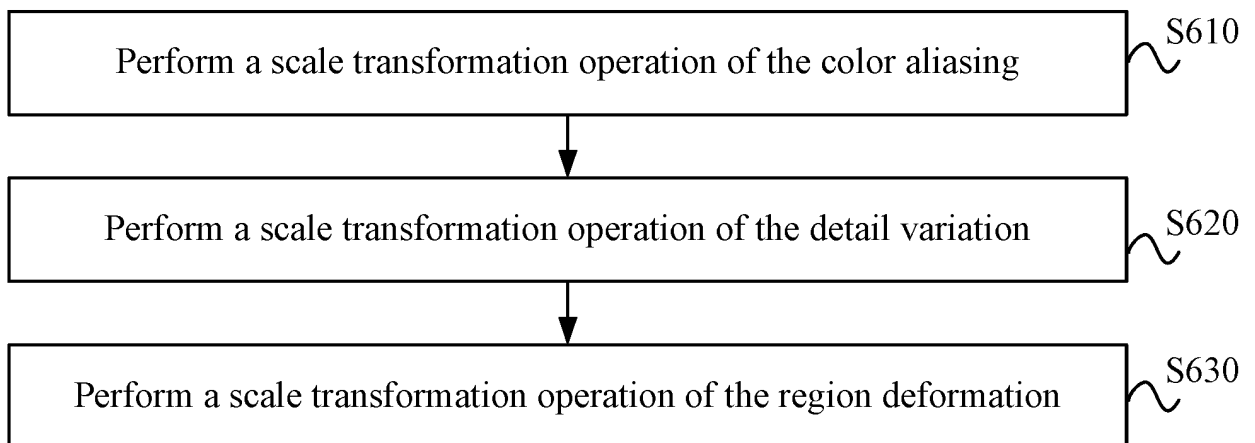 Perform a scale transformation operation of the color aliasing
S610
Perform a scale transformation operation of the detail variation
S620
Perform a scale transformation operation of the region deformation
S630